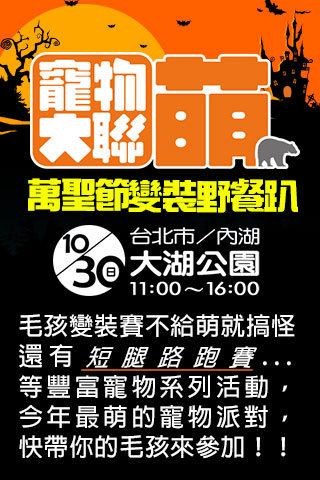 寵物
大聯
萌
萬聖節變裝野餐趴
10/30日
台北市／內湖
大湖公園
11:00～16:00
毛孩變裝賽不給萌就搞怪
還有短腿路跑賽...
等豐富寵物系列活動，
今年最萌的寵物派對，
快帶你的毛孩來參加！！